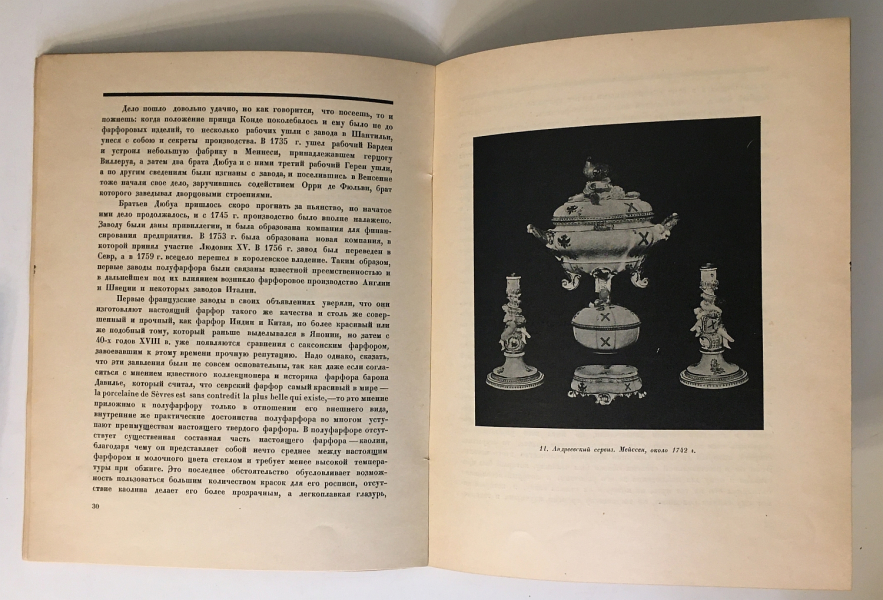 Дело пошло довольно удачно, но как говорится, что посеешь, то и
пожнешь: когда положение принца Конде поколебалось и ему было не до
фарфоровых изделий, то несколько рабочих ушли с завода в Шантильи,
унеся с собою и секреты производства. В 1735 г. ушел рабочий Барбен
и устроил небольшую фабрику в Меннеси, принадлежавшем герцогу
Виллеруа, а затем два брата Дюбуа и с ними третий рабочий Герен ушли,
а по другим сведениям были изгнаны с завода, и поселившись в Венсенне
тоже начали свое дело, заручившись содействием Орри де Фюльви, брат
которого заведывал дворцовыми строениями.
Братьев Дюбуа пришлось скоро прогнать за пьянство, но начатое
ими дело продолжалось, и с 1745 г. производство было вполне налажено.
Заводу были даны привиллегии, и была образована компания для финан-
сирования предприятия. В 1753 г. была образована новая компания, в
которой принял участие Людовик XV. В 1756 г. завод был переведен в
Севр, а в 1759 г. всецело перешел в королевское владение. Таким образом,
первые заводы полуфарфора были связаны известной преемственностью и
в дальнейшем под их влиянием возникло фарфоровое производство Англии
и Швеции и некоторых заводов Италии.
Первые французские заводы в своих объявлениях уверяли, что они
изготовляют настоящий фарфор такого же качества и столь же совер-
шенный и прочный, как фарфор Индии и Китая, но более красивый или
же подобный тому, который раньше выделывался в Японии, но затем с
40-х годов XVIII в. уже появляются сравнения с саксонским фарфором,
завоевавшим к этому времени прочную репутацию. Надо однако, сказать,
что эти заявления были не совсем основательны, так как даже если согла-
ситься с мнением известного коллекционера и историка фарфора барона
Давилье, который считал, что севрский фарфор самый красивый в мире —
la porcelaine de Sèvres est sans contredit la plus belle qui existe,—то это мнение
приложимо к полуфарфору только в отношении его внешнего вида,
внутренние же практические достоинства полуфарфора во многом усту-
пают преимуществам настоящего твердого фарфора. В полуфарфоре отсут-
ствует существенная составная часть настоящего фарфора — каолин,
благодаря чему он представляет собой нечто среднее между настоящим
фарфором и молочного цвета стеклом и требует менее высокой темпера-
туры при обжиге. Это последнее обстоятельство обусловливает возмож-
ность пользоваться большим количеством красок для его росписи, отсут-
ствие каолина делает его более прозрачным, а легкоплавкая глазурь,
30
11. Андреевский сервиз. Мейссен, около 1742 г.